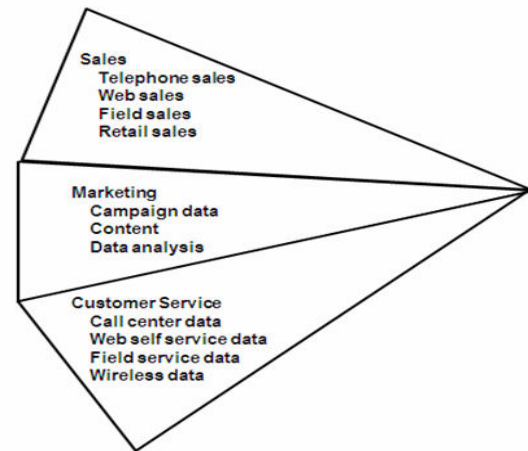 Sales
Telephone sales
Web sales
Field sales
Retail sales
Marketing
Campaign data
Content
Data analysis
Customer Service
Call center data
Web self service data
Field service data
Wireless data